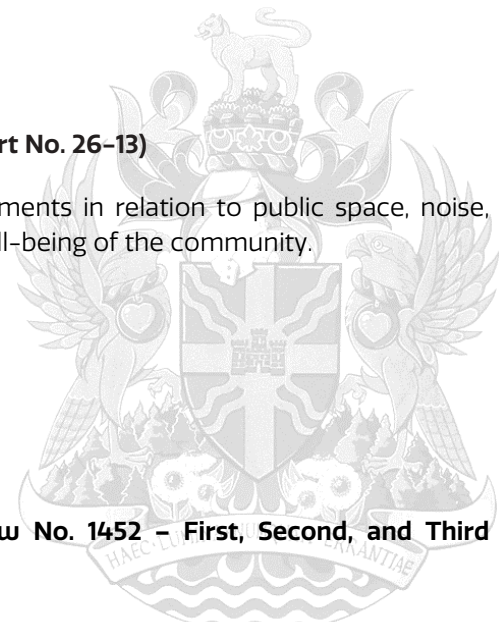 rt No. 26–13)
ments in relation to public space, noise,
ll-being of the community.
w No. 1452 – First, Second, and Third
HAEC